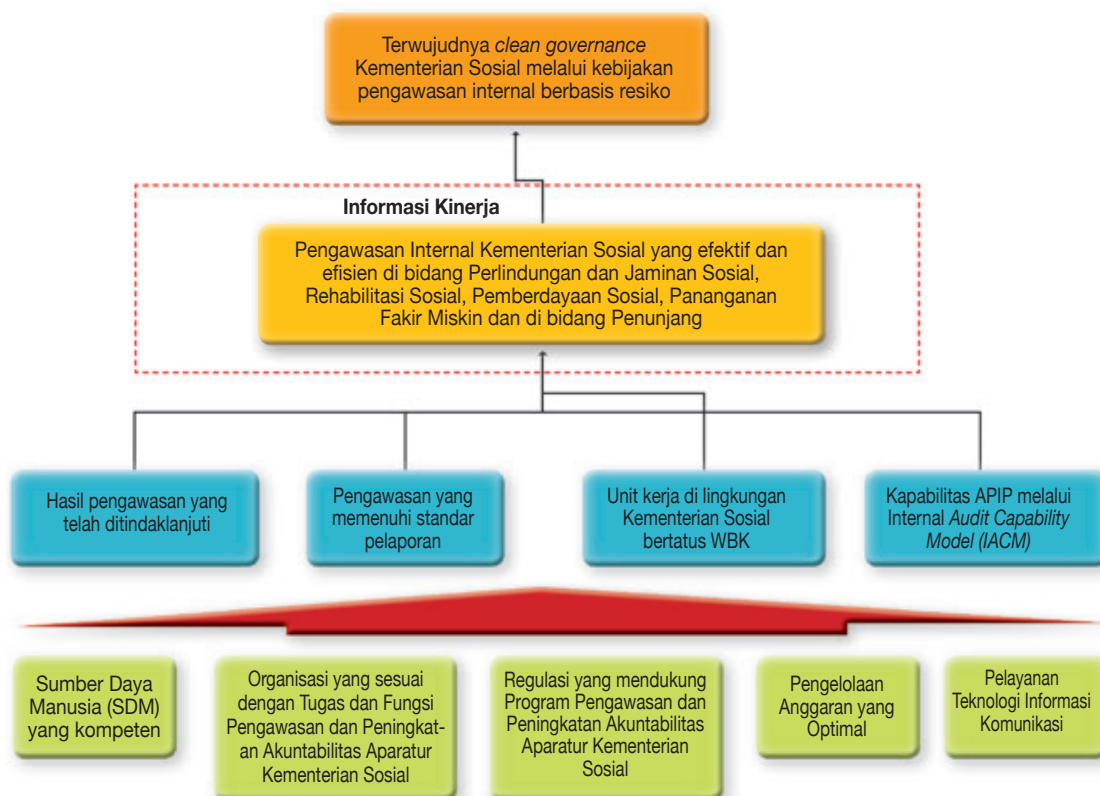 Terwujudnya clean governance
Kementerian Sosial melalui kebijakan
pengawasan internal berbasis resiko
Informasi Kinerja
Pengawasan Internal Kementerian Sosial yang efektif dan
efisien di bidang Perlindungan dan Jaminan Sosial,
Rehabilitasi Sosial, Pemberdayaan Sosial, Pananganan
Fakir Miskin dan di bidang Penunjang
Hasil pengawasan yang
telah ditindaklanjuti
Pengawasan yang
memenuhi standar
pelaporan
Unit kerja di lingkungan
Kementerian Sosial
bertatus WBK
Kapabilitas APIP melalui
Internal Audit Capability
Model (IACM)
Sumber Daya
Manusia (SDM)
yang kompeten
Organisasi yang sesuai
dengan Tugas dan Fungsi
Pengawasan dan Peningkat-
an Akuntabilitas Aparatur
Kementerian Sosial
Regulasi yang mendukung
Program Pengawasan dan
Peningkatan Akuntabilitas
Aparatur Kementerian
Sosial
Pengelolaan
Anggaran yang
Optimal
Pelayanan
Teknologi Informasi
Komunikasi